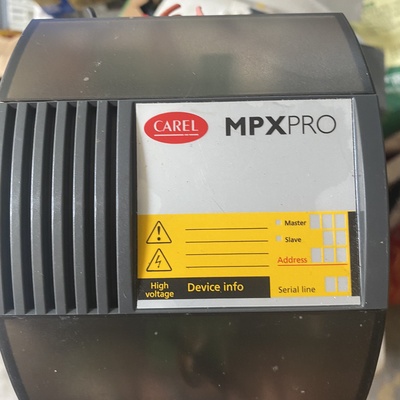 CAREL MPXPRO
Master
Slave
Address
High voltage Device info Serial line